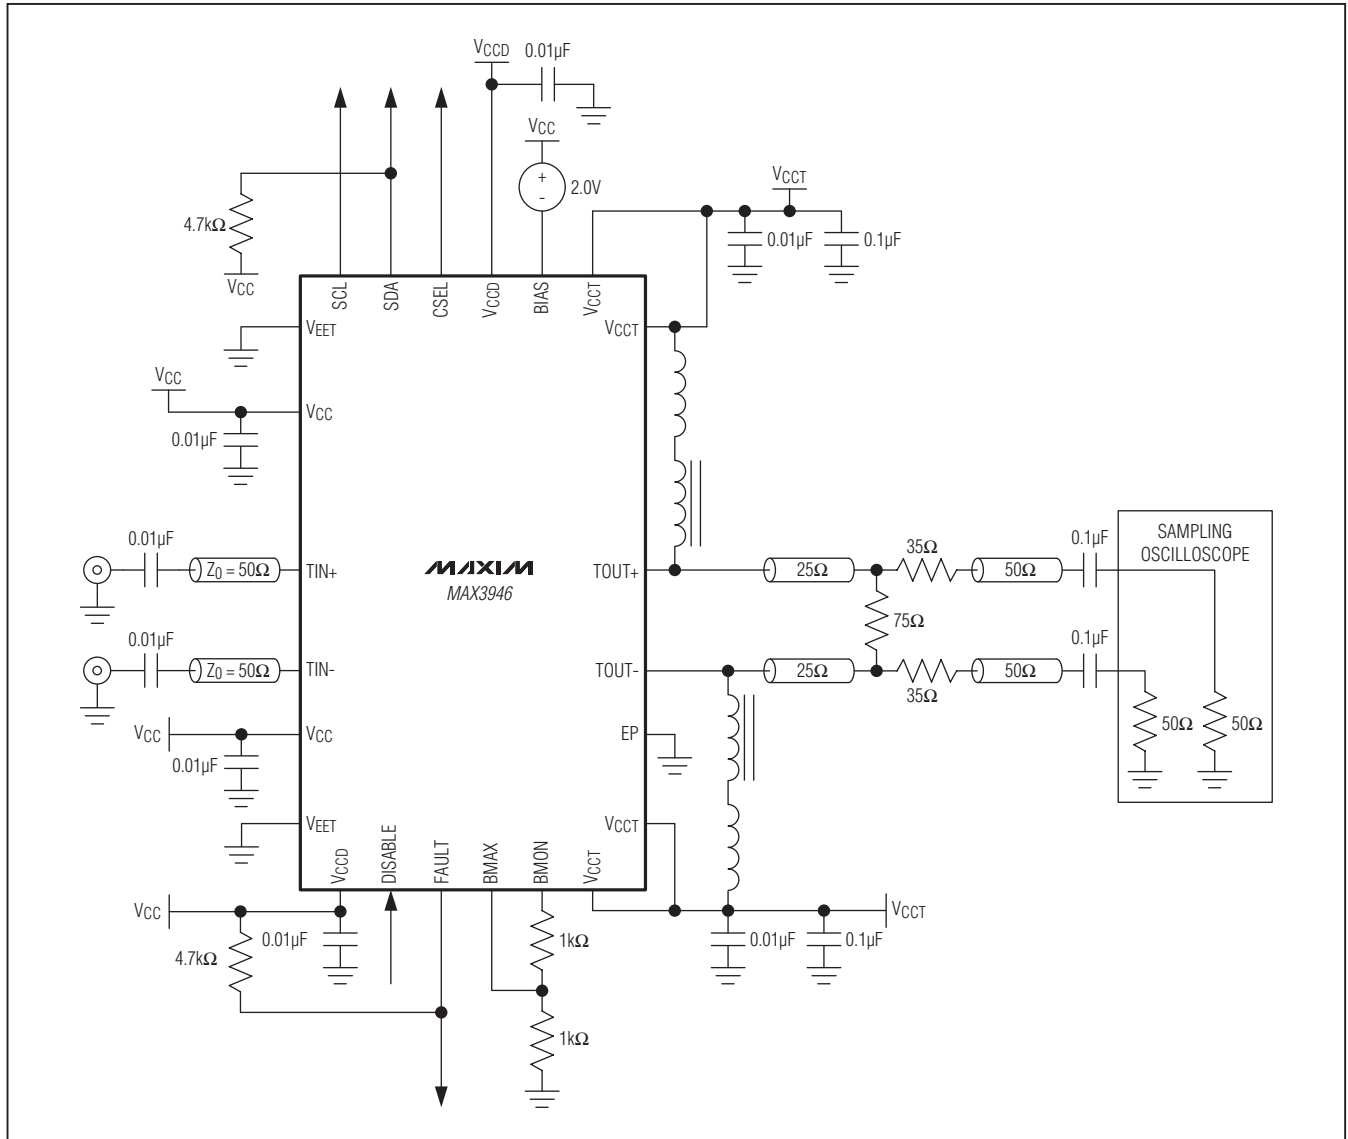 VCCD 0.01µF
VCC
+
-
2.0V
VCCT
4.7kΩ
0.01µF 0.1µF
VCC
SCL SDA CSEL VCCD BIAS VCCT
VEET VCCT
VCC
VCC
0.01µF
0.01µF
Z0 = 50Ω
TIN+
MAXIM
MAX3946
TOUT+
25Ω
35Ω
50Ω
0.1µF
SAMPLING
OSCILLOSCOPE
75Ω
0.01µF
Z0 = 50Ω
TIN-
TOUT-
25Ω
35Ω
50Ω
0.1µF
50Ω 50Ω
VCC
VCC
EP
0.01µF
VEET VCCT
VCCD DISABLE FAULT BMAX BMON VCCT
VCC
VCCT
0.01µF
4.7kΩ
1kΩ
0.01µF 0.1µF
1kΩ